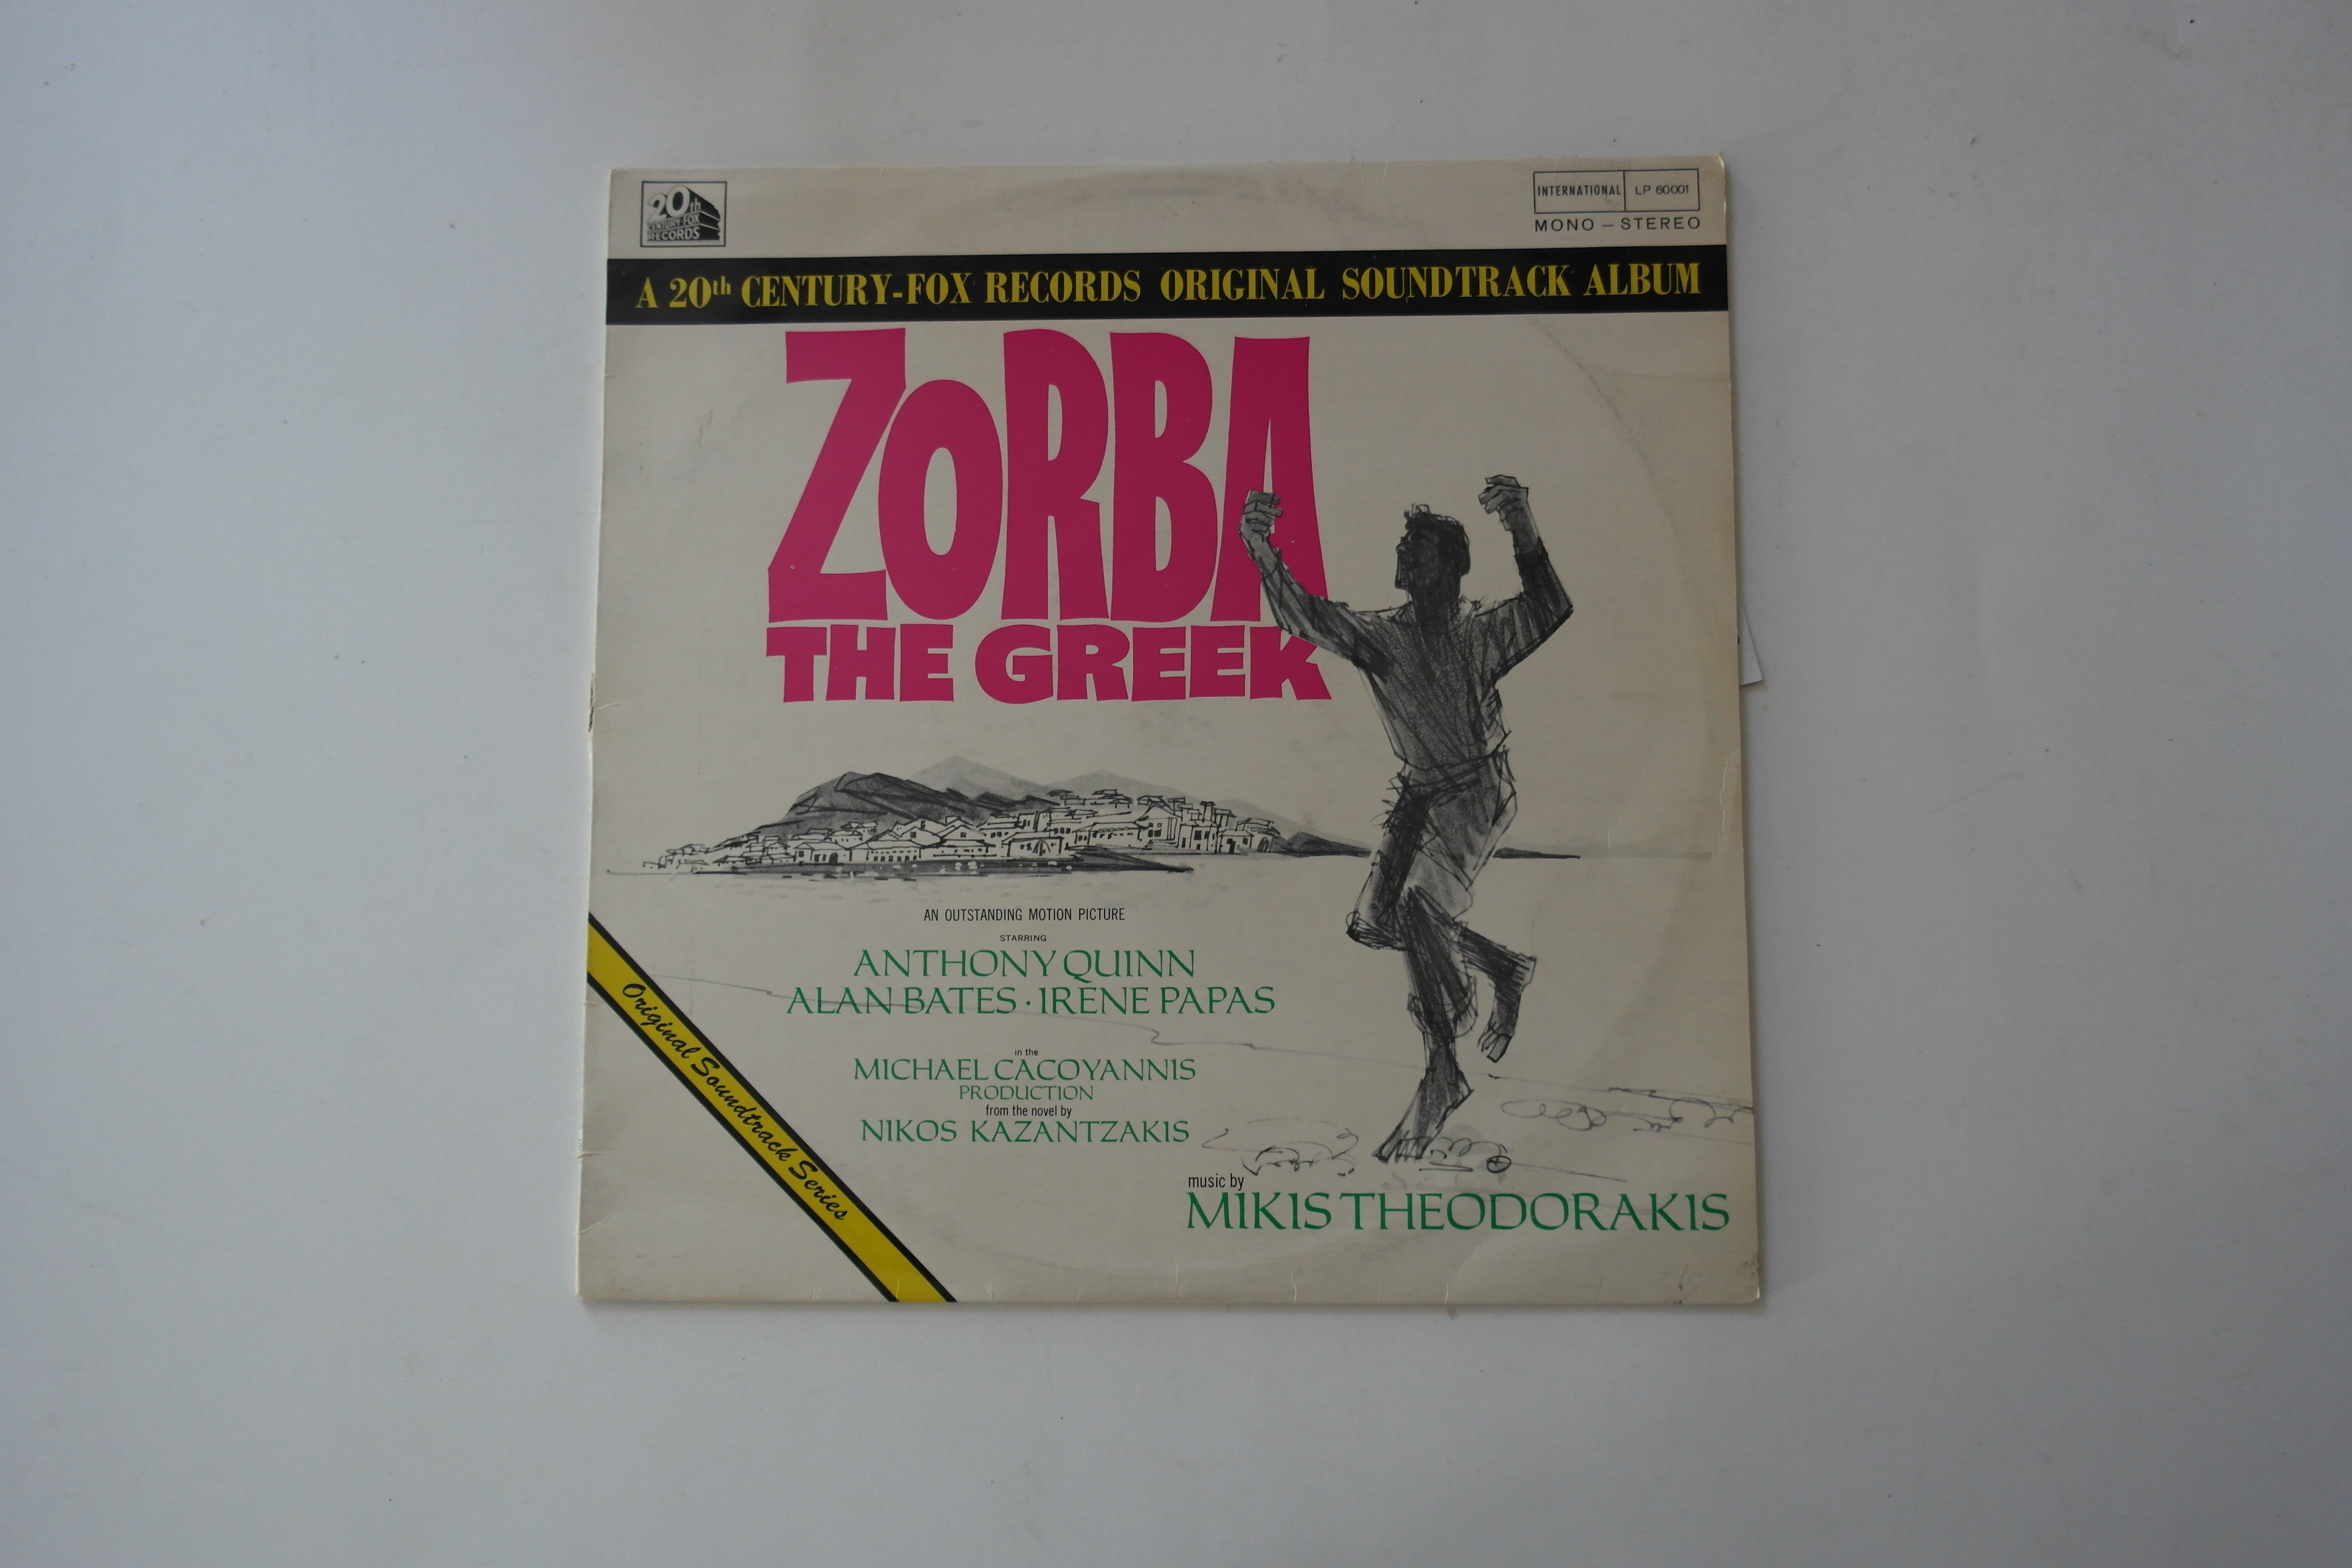 20th
CENTURY-FOX
RECORDS
INTERNATIONAL LP 60001
MONO – STEREO
A 20th CENTURY-FOX RECORDS ORIGINAL SOUNDTRACK ALBUM
ZORBA
THE GREEK
AN OUTSTANDING MOTION PICTURE
STARRING
ANTHONY QUINN
ALAN BATES · IRENE PAPAS
in the
MICHAEL CACOYANNIS
PRODUCTION
from the novel by
NIKOS KAZANTZAKIS
Original Soundtrack Series
music by
MIKIS THEODORAKIS